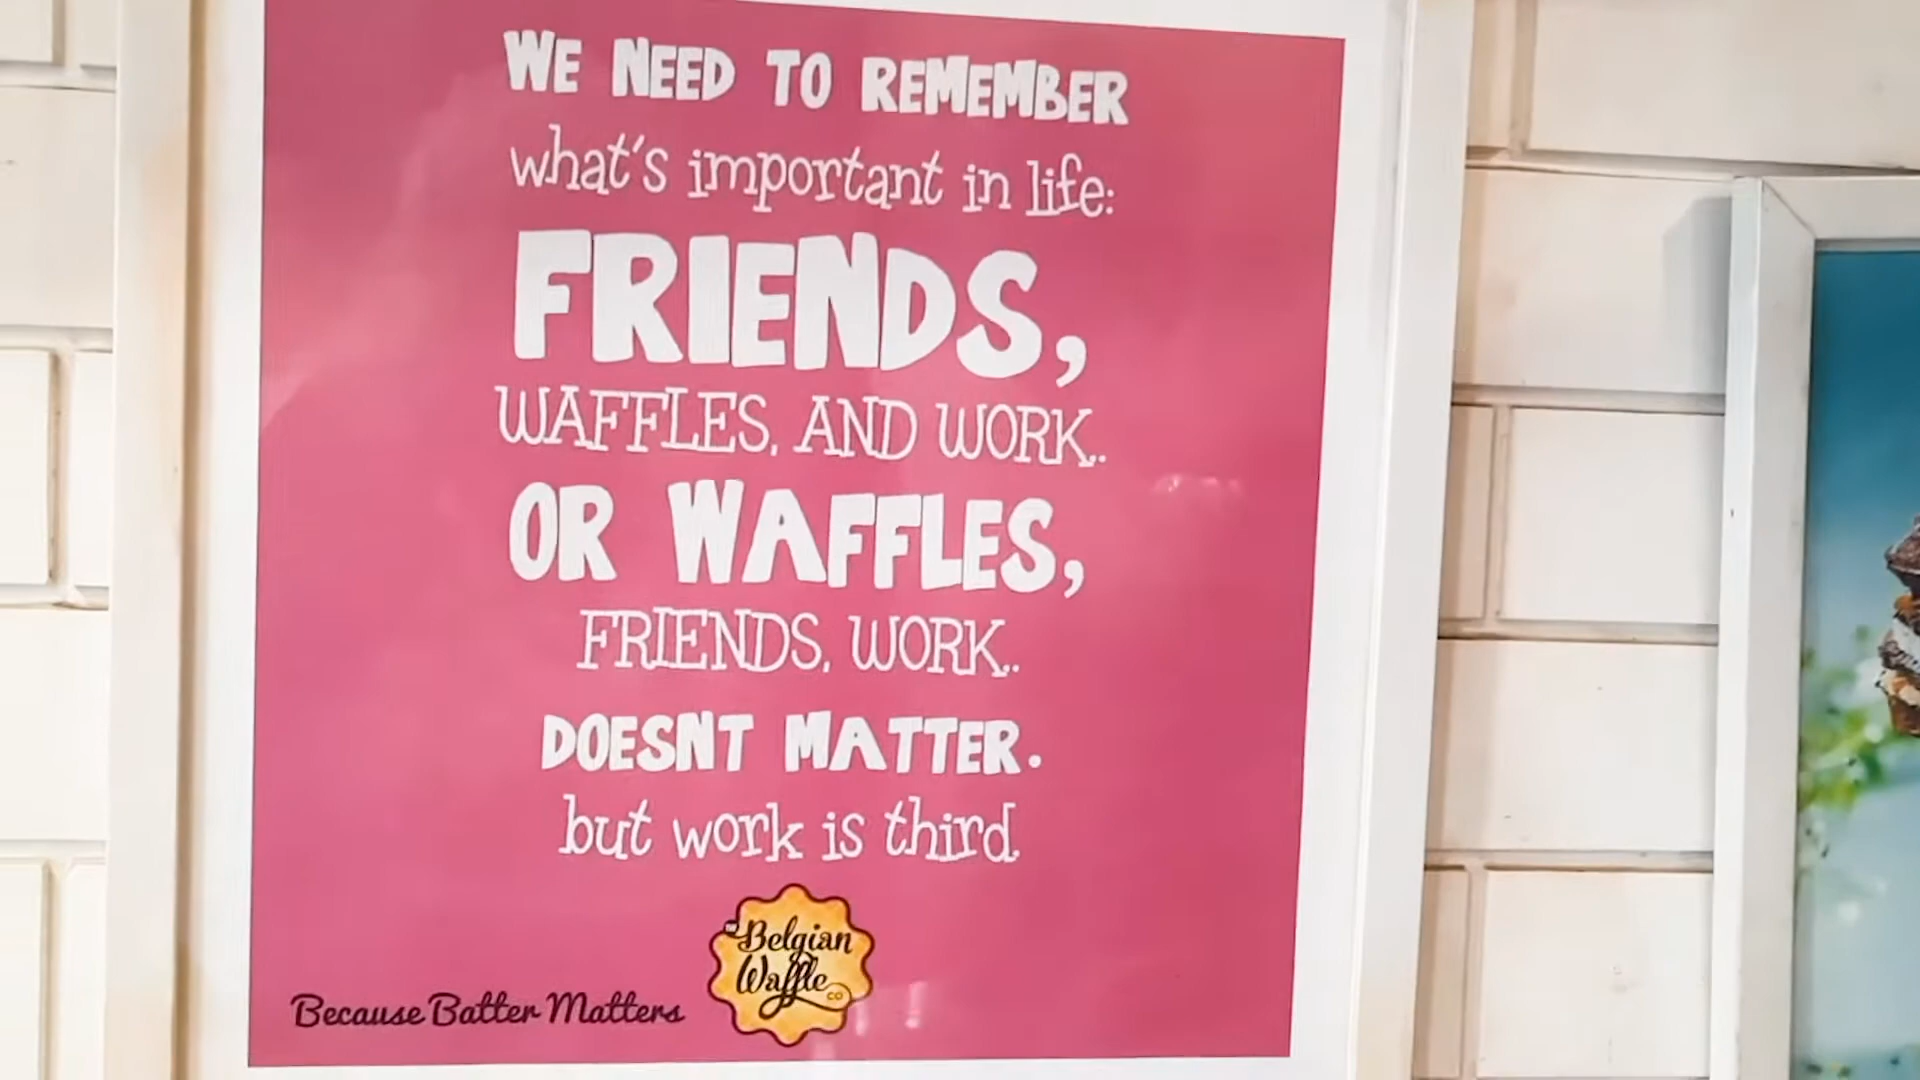 WE NEED TO REMEMBER
what's important in life:
FRIENDS,
WAFFLES, AND WORK..
OR WAFFLES,
FRIENDS, WORK..
DOESNT MATTER.
but work is third.
The
Belgian
Waffle
CO
Because Batter Matters